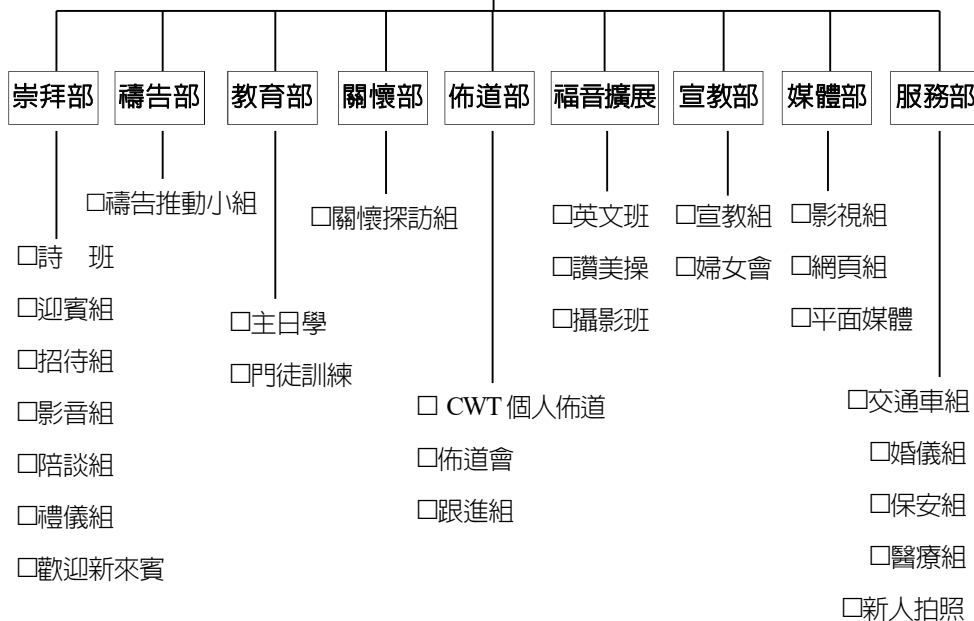 崇拜部 禱告部 教育部 關懷部 佈道部 福音擴展 宣教部 媒體部 服務部
□詩　班
□迎賓組
□招待組
□影音組
□陪談組
□禮儀組
□歡迎新來賓
□禱告推動小組
□主日學
□門徒訓練
□關懷探訪組
□ CWT 個人佈道
□佈道會
□跟進組
□英文班
□讚美操
□攝影班
□宣教組
□婦女會
□影視組
□網頁組
□平面媒體
□交通車組
□婚儀組
□保安組
□醫療組
□新人拍照